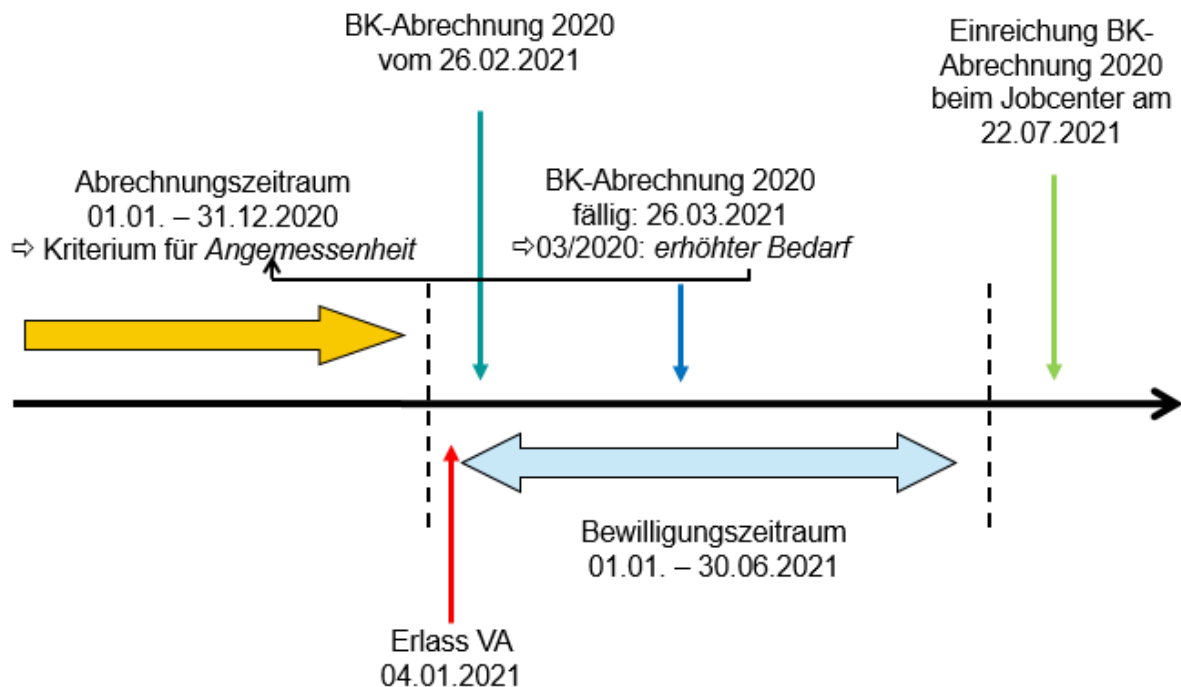 BK-Abrechnung 2020
vom 26.02.2021
Einreichung BK-
Abrechnung 2020
beim Jobcenter am
22.07.2021
Abrechnungszeitraum
01.01. – 31.12.2020
⇨ Kriterium für Angemessenheit
BK-Abrechnung 2020
fällig: 26.03.2021
⇨03/2020: erhöhter Bedarf
Bewilligungszeitraum
01.01. – 30.06.2021
Erlass VA
04.01.2021